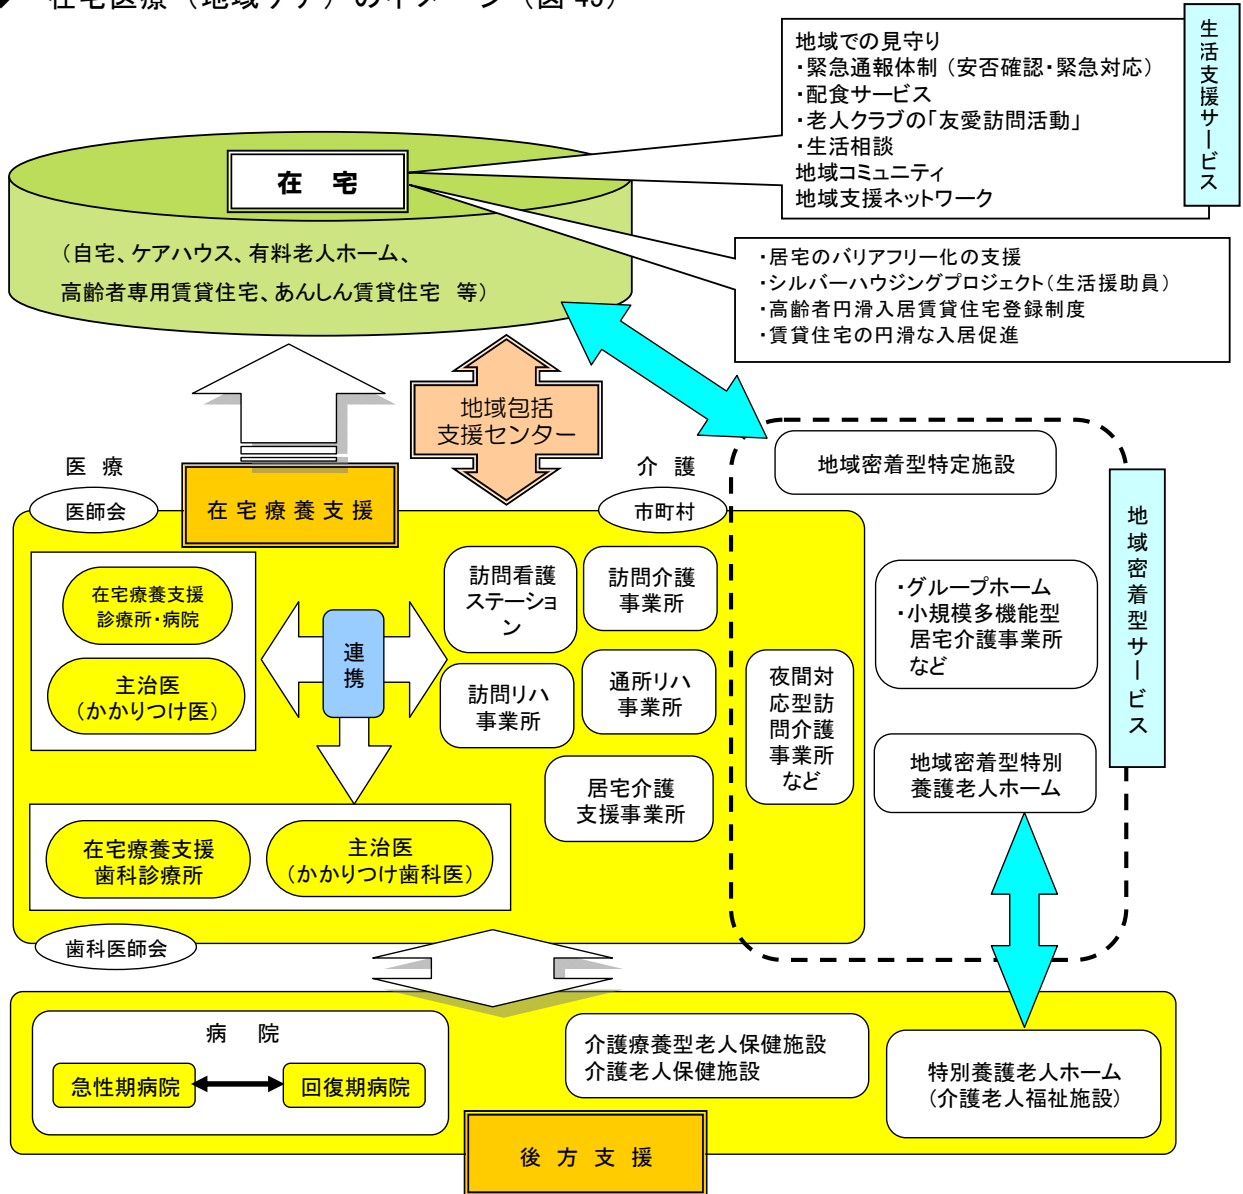 在宅医療（地域ケア）のイメージ（図
生活支援サービス
地域での見守り
・緊急通報体制（安否確認・緊急対応）
・配食サービス
・老人クラブの「友愛訪問活動」
・生活相談
地域コミュニティ
地域支援ネットワーク
在 宅
（自宅、ケアハウス、有料老人ホーム、
高齢者専用賃貸住宅、あんしん賃貸住宅 等）
・居宅のバリアフリー化の支援
・シルバーハウジングプロジェクト（生活援助員）
・高齢者円滑入居賃貸住宅登録制度
・賃貸住宅の円滑な入居促進
地域包括
支援センター
医 療
介 護
医師会
在宅療養支援
市町村
地域密着型特定施設
地域密着型サービス
在宅療養支援
診療所・病院
主治医
（かかりつけ医）
連携
訪問看護
ステーショ
ン
訪問介護
事業所
訪問リハ
事業所
通所リハ
事業所
居宅介護
支援事業所
夜間対
応型訪
問介護
事業所
など
・グループホーム
・小規模多機能型
居宅介護事業所
など
地域密着型特別
養護老人ホーム
在宅療養支援
歯科診療所
主治医
（かかりつけ歯科医）
歯科医師会
病 院
急性期病院
回復期病院
介護療養型老人保健施設
介護老人保健施設
特別養護老人ホーム
（介護老人福祉施設）
後方支援